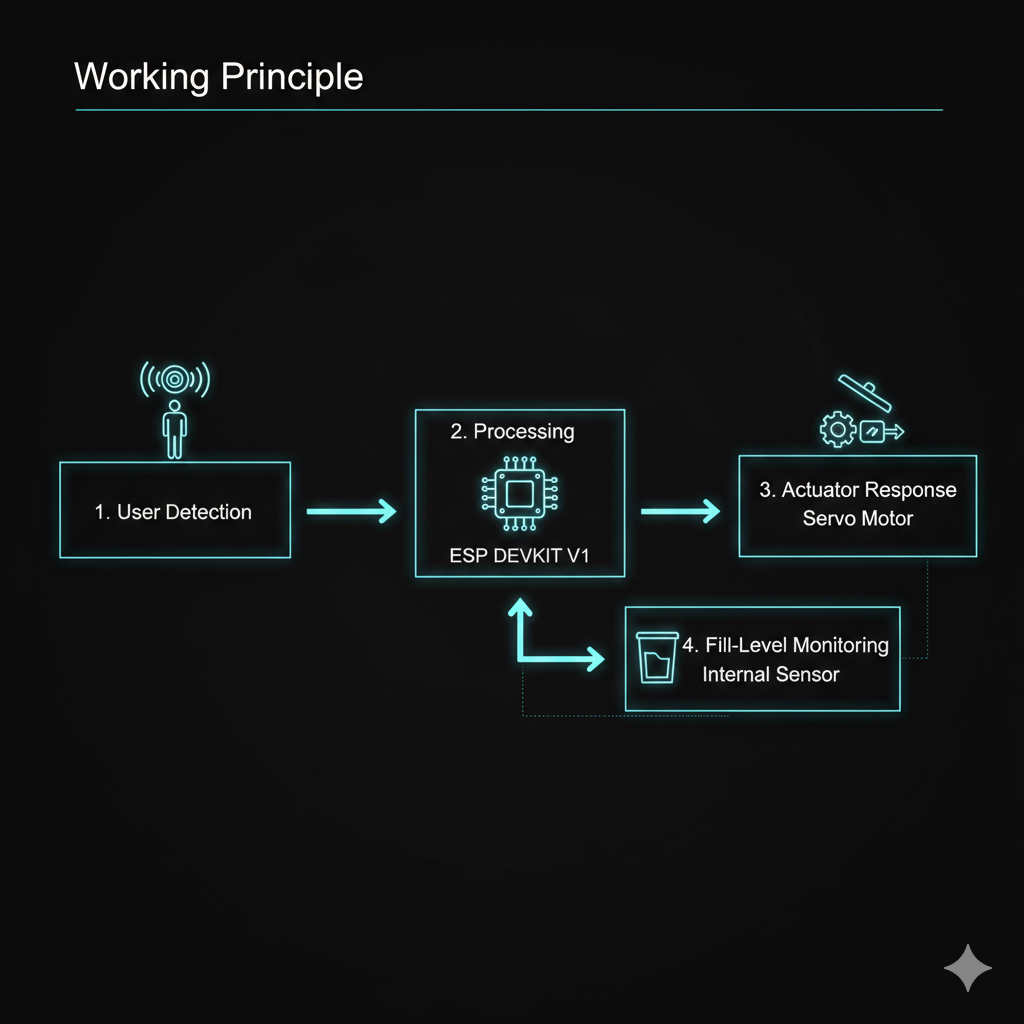 Working Principle
1. User Detection
2. Processing
ESP DEVKIT V1
3. Actuator Response
Servo Motor
4. Fill-Level Monitoring
Internal Sensor